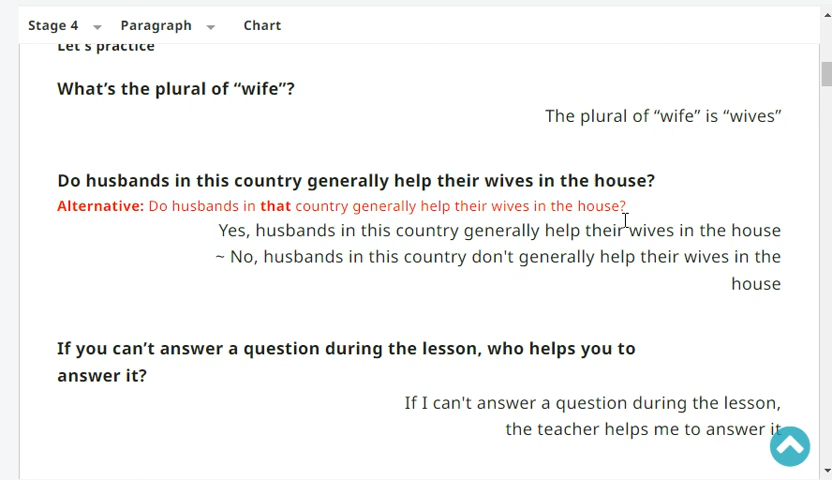 Stage 4 Paragraph Chart
Let's practice
What's the plural of “wife”?
The plural of “wife” is “wives”
Do husbands in this country generally help their wives in the house?
Alternative: Do husbands in that country generally help their wives in the house?
Yes, husbands in this country generally help their wives in the house
~ No, husbands in this country don't generally help their wives in the
house
If you can’t answer a question during the lesson, who helps you to
answer it?
If I can't answer a question during the lesson,
the teacher helps me to answer it